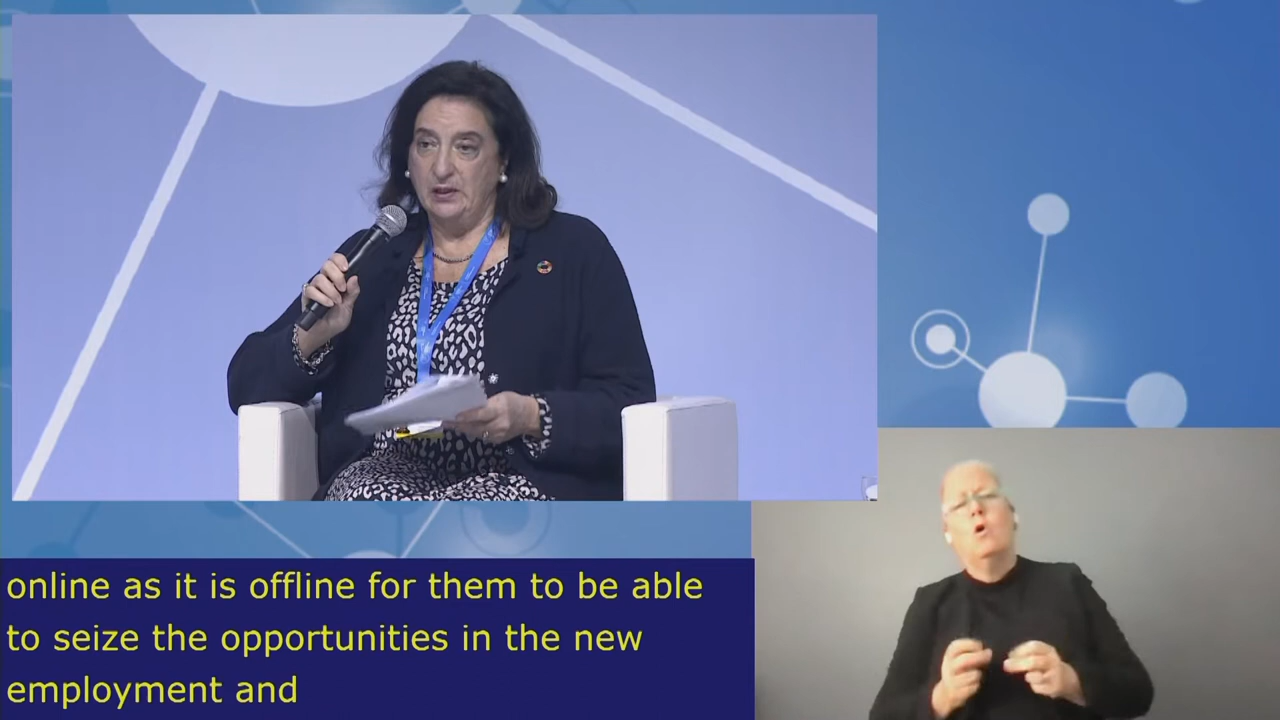 online as it is offline for them to be able
to seize the opportunities in the new
employment and